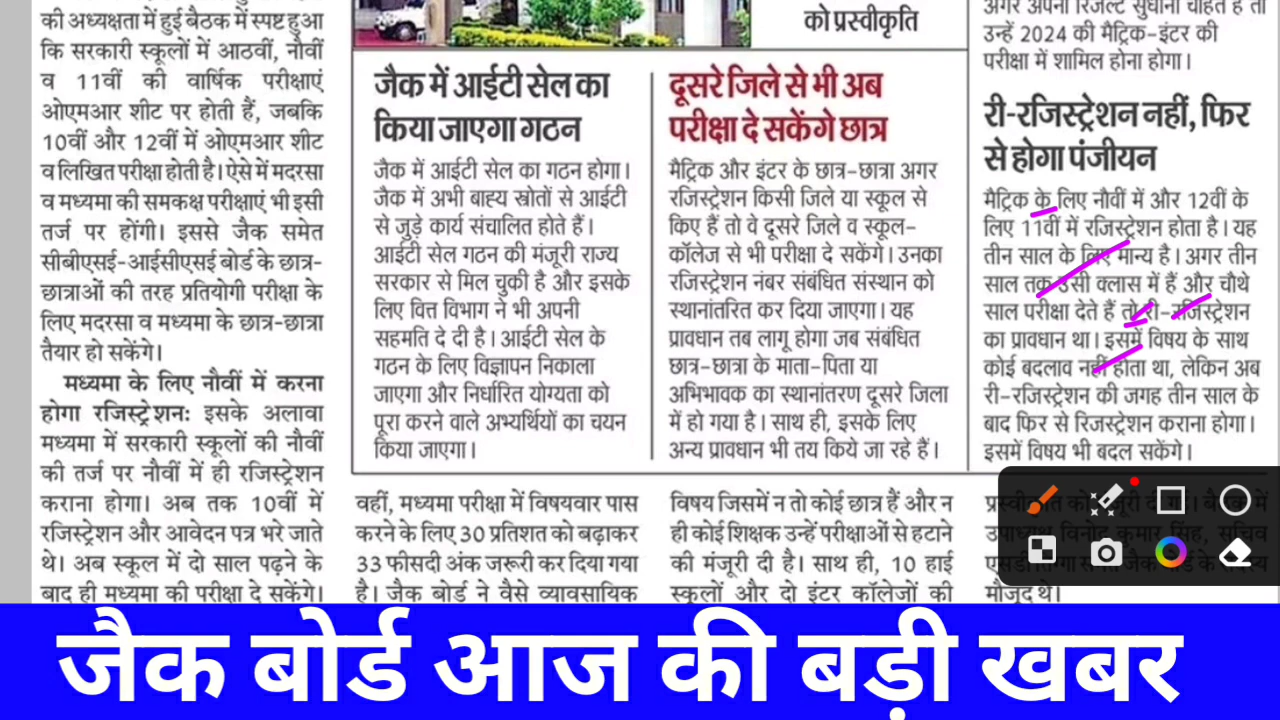 की अध्यक्षता में हुई बैठक में स्पष्ट हुआ
कि सरकारी स्कूलों में आठवीं, नौवीं
व 11वीं की वार्षिक परीक्षाएं
ओएमआर शीट पर होती हैं, जबकि
10वीं और 12वीं में ओएमआर शीट
व लिखित परीक्षा होती है। ऐसे में मदरसा
व मध्यमा की समकक्ष परीक्षाएं भी इसी
तर्ज पर होंगी। इससे जैक समेत
सीबीएसई-आईसीएसई बोर्ड के छात्र-
छात्राओं की तरह प्रतियोगी परीक्षा के
लिए मदरसा व मध्यमा के छात्र-छात्रा
तैयार हो सकेंगे।
मध्यमा के लिए नौवीं में करना
होगा रजिस्ट्रेशन: इसके अलावा
मध्यमा में सरकारी स्कूलों की नौवीं
की तर्ज पर नौवीं में ही रजिस्ट्रेशन
कराना होगा। अब तक 10वीं में
रजिस्ट्रेशन और आवेदन पत्र भरे जाते
थे। अब स्कूल में दो साल पढ़ने के
बाद ही मध्यमा की परीक्षा दे सकेंगे।
को प्रस्वीकृति
जैक में आईटी सेल का
किया जाएगा गठन
जैक में आईटी सेल का गठन होगा।
जैक में अभी बाह्य स्रोतों से आईटी
से जुड़े कार्य संचालित होते हैं।
आईटी सेल गठन की मंजूरी राज्य
सरकार से मिल चुकी है और इसके
लिए वित्त विभाग ने भी अपनी
सहमति दे दी है। आईटी सेल के
गठन के लिए विज्ञापन निकाला
जाएगा और निर्धारित योग्यता को
पूरा करने वाले अभ्यर्थियों का चयन
किया जाएगा।
दूसरे जिले से भी अब
परीक्षा दे सकेंगे छात्र
मैट्रिक और इंटर के छात्र-छात्रा अगर
रजिस्ट्रेशन किसी जिले या स्कूल से
किए हैं तो वे दूसरे जिले व स्कूल-
कॉलेज से भी परीक्षा दे सकेंगे। उनका
रजिस्ट्रेशन नंबर संबंधित संस्थान को
स्थानांतरित कर दिया जाएगा। यह
प्रावधान तब लागू होगा जब संबंधित
छात्र-छात्रा के माता-पिता या
अभिभावक का स्थानांतरण दूसरे जिला
में हो गया है। साथ ही, इसके लिए
अन्य प्रावधान भी तय किये जा रहे हैं।
वहीं, मध्यमा परीक्षा में विषयवार पास
करने के लिए 30 प्रतिशत को बढ़ाकर
33 फीसदी अंक जरूरी कर दिया गया
है। जैक बोर्ड ने वैसे व्यावसायिक
विषय जिसमें न तो कोई छात्र हैं और न
ही कोई शिक्षक उन्हें परीक्षाओं से हटाने
की मंजूरी दी है। साथ ही, 10 हाई
स्कूलों और दो इंटर कॉलेजों की
अगर अपना रिजल्ट सुधारना चाहते हैं तो
उन्हें 2024 की मैट्रिक-इंटर की
परीक्षा में शामिल होना होगा।
री-रजिस्ट्रेशन नहीं, फिर
से होगा पंजीयन
मैट्रिक के लिए नौवीं में और 12वीं के
लिए 11वीं में रजिस्ट्रेशन होता है। यह
तीन साल के लिए मान्य है। अगर तीन
साल तक उसी क्लास में हैं और चौथे
साल परीक्षा देते हैं तो री-रजिस्ट्रेशन
का प्रावधान था। इसमें विषय के साथ
कोई बदलाव नहीं होता था, लेकिन अब
री-रजिस्ट्रेशन की जगह तीन साल के
बाद फिर से रिजस्ट्रेशन कराना होगा।
इसमें विषय भी बदल सकेंगे।
मौजूद थे।
जैक बोर्ड आज की बड़ी खबर